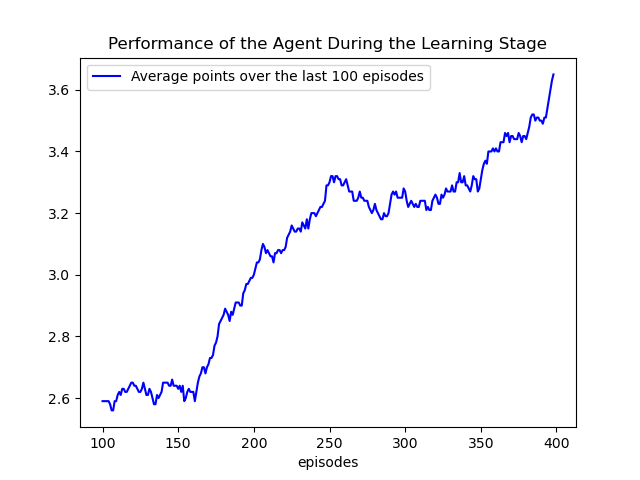 Performance of the Agent During the Learning Stage
Average points over the last 100 episodes
3.6
3.4
3.2
3.0
2.8
2.6
100 150 200 250 300 350 400
episodes